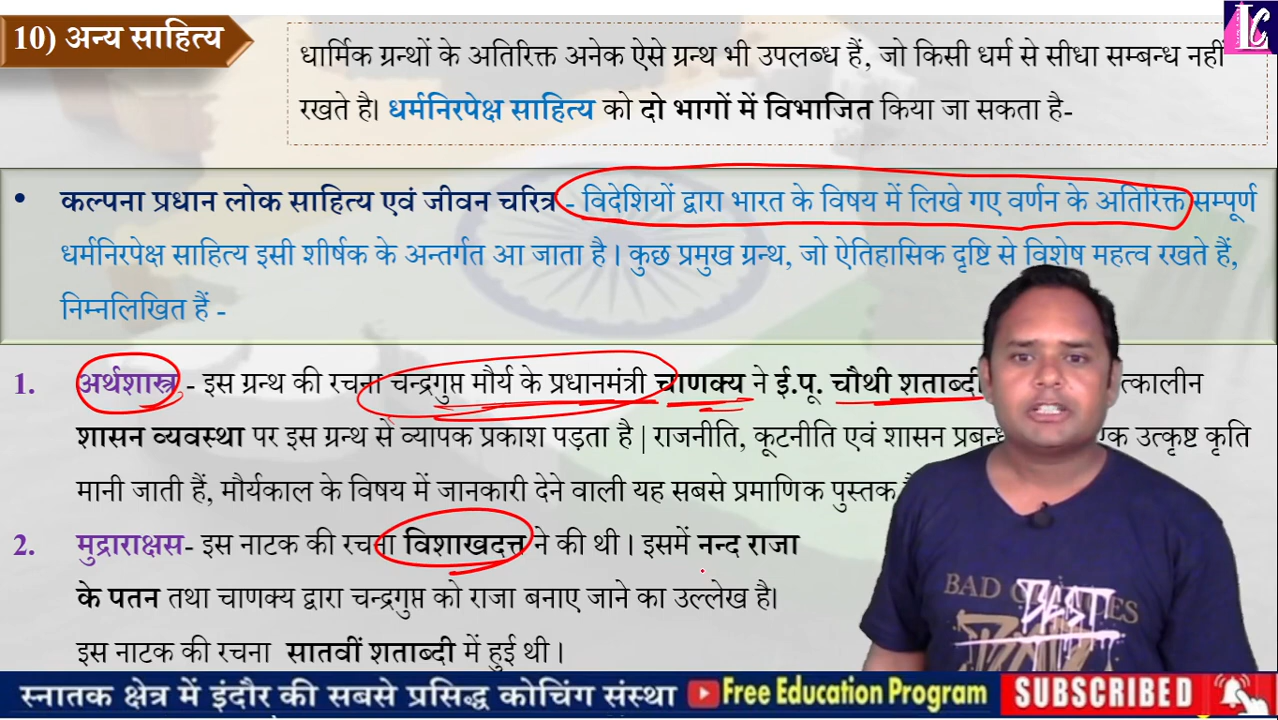 10) अन्य साहित्य
LC
धार्मिक ग्रन्थों के अतिरिक्त अनेक ऐसे ग्रन्थ भी उपलब्ध हैं, जो किसी धर्म से सीधा सम्बन्ध नहीं
रखते है। धर्मनिरपेक्ष साहित्य को दो भागों में विभाजित किया जा सकता है-
• कल्पना प्रधान लोक साहित्य एवं जीवन चरित्र - विदेशियों द्वारा भारत के विषय में लिखे गए वर्णन के अतिरिक्त सम्पूर्ण
धर्मनिरपेक्ष साहित्य इसी शीर्षक के अन्तर्गत आ जाता है । कुछ प्रमुख ग्रन्थ, जो ऐतिहासिक दृष्टि से विशेष महत्व रखते हैं,
निम्नलिखित हैं -
1. अर्थशास्त्र - इस ग्रन्थ की रचना चन्द्रगुप्त मौर्य के प्रधानमंत्री चाणक्य ने ई.पू. चौथी शताब्दी त्कालीन
शासन व्यवस्था पर इस ग्रन्थ से व्यापक प्रकाश पड़ता है | राजनीति, कूटनीति एवं शासन प्रबन्ध एक उत्कृष्ट कृति
मानी जाती हैं, मौर्यकाल के विषय में जानकारी देने वाली यह सबसे प्रमाणिक पुस्तक
2. मुद्राराक्षस- इस नाटक की रचना विशाखदत्त ने की थी । इसमें नन्द राजा
के पतन तथा चाणक्य द्वारा चन्द्रगुप्त को राजा बनाए जाने का उल्लेख है।
इस नाटक की रचना सातवीं शताब्दी में हुई थी ।
BAD
BEST
स्नातक क्षेत्र में इंदौर की सबसे प्रसिद्ध कोचिंग संस्था Free Education Program SUBSCRIBED